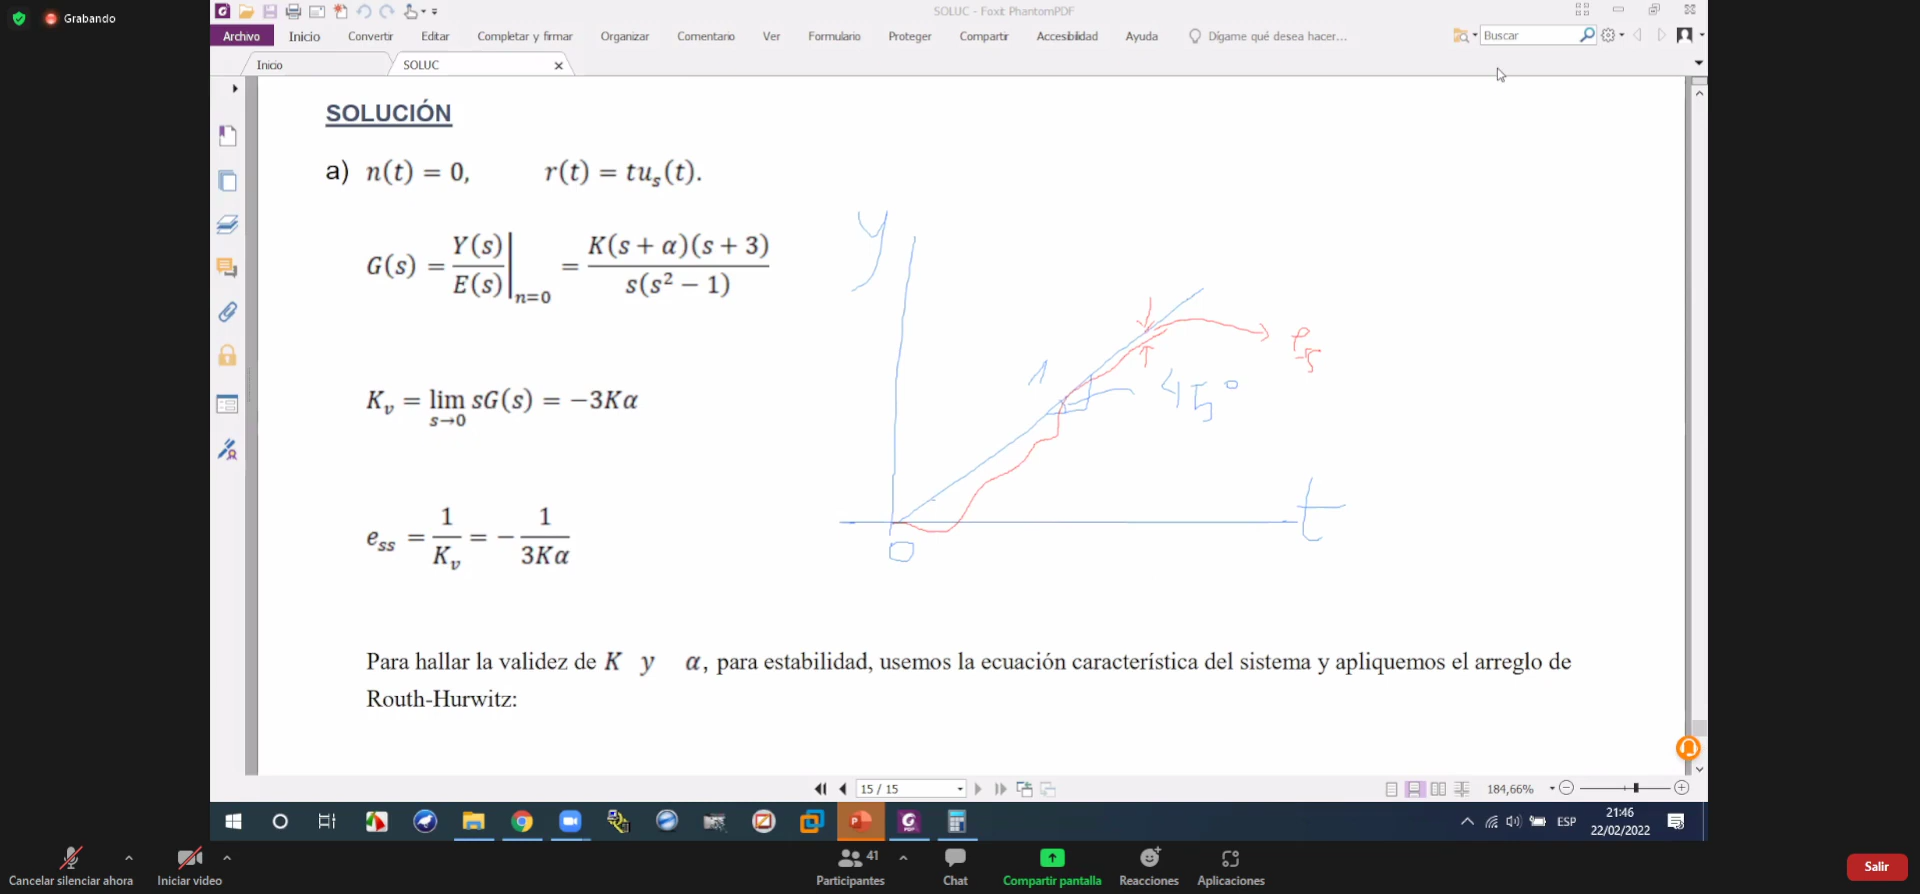 Grabando
SOLUC - Foxit PhantomPDF
Archivo Inicio Convertir Editar Completar y firmar Organizar Comentario Ver Formulario Proteger Compartir Accesibilidad Ayuda Dígame qué desea hacer... Buscar
Inicio SOLUC
SOLUCIÓN
a) n(t) = 0, r(t) = tu_s(t).
G(s) = Y(s)/E(s)|_{n=0} = K(s + α)(s + 3)/s(s² − 1)
K_v = lim_{s→0} sG(s) = −3Kα
e_ss = 1/K_v = − 1/3Kα
y
1
45°
t
0
Para hallar la validez de K y α, para estabilidad, usemos la ecuación característica del sistema y apliquemos el arreglo de
Routh-Hurwitz:
15 / 15
184,66%
ESP
21:46
22/02/2022
Cancelar silenciar ahora Iniciar video Participantes 41 Chat Compartir pantalla Reacciones Aplicaciones Salir